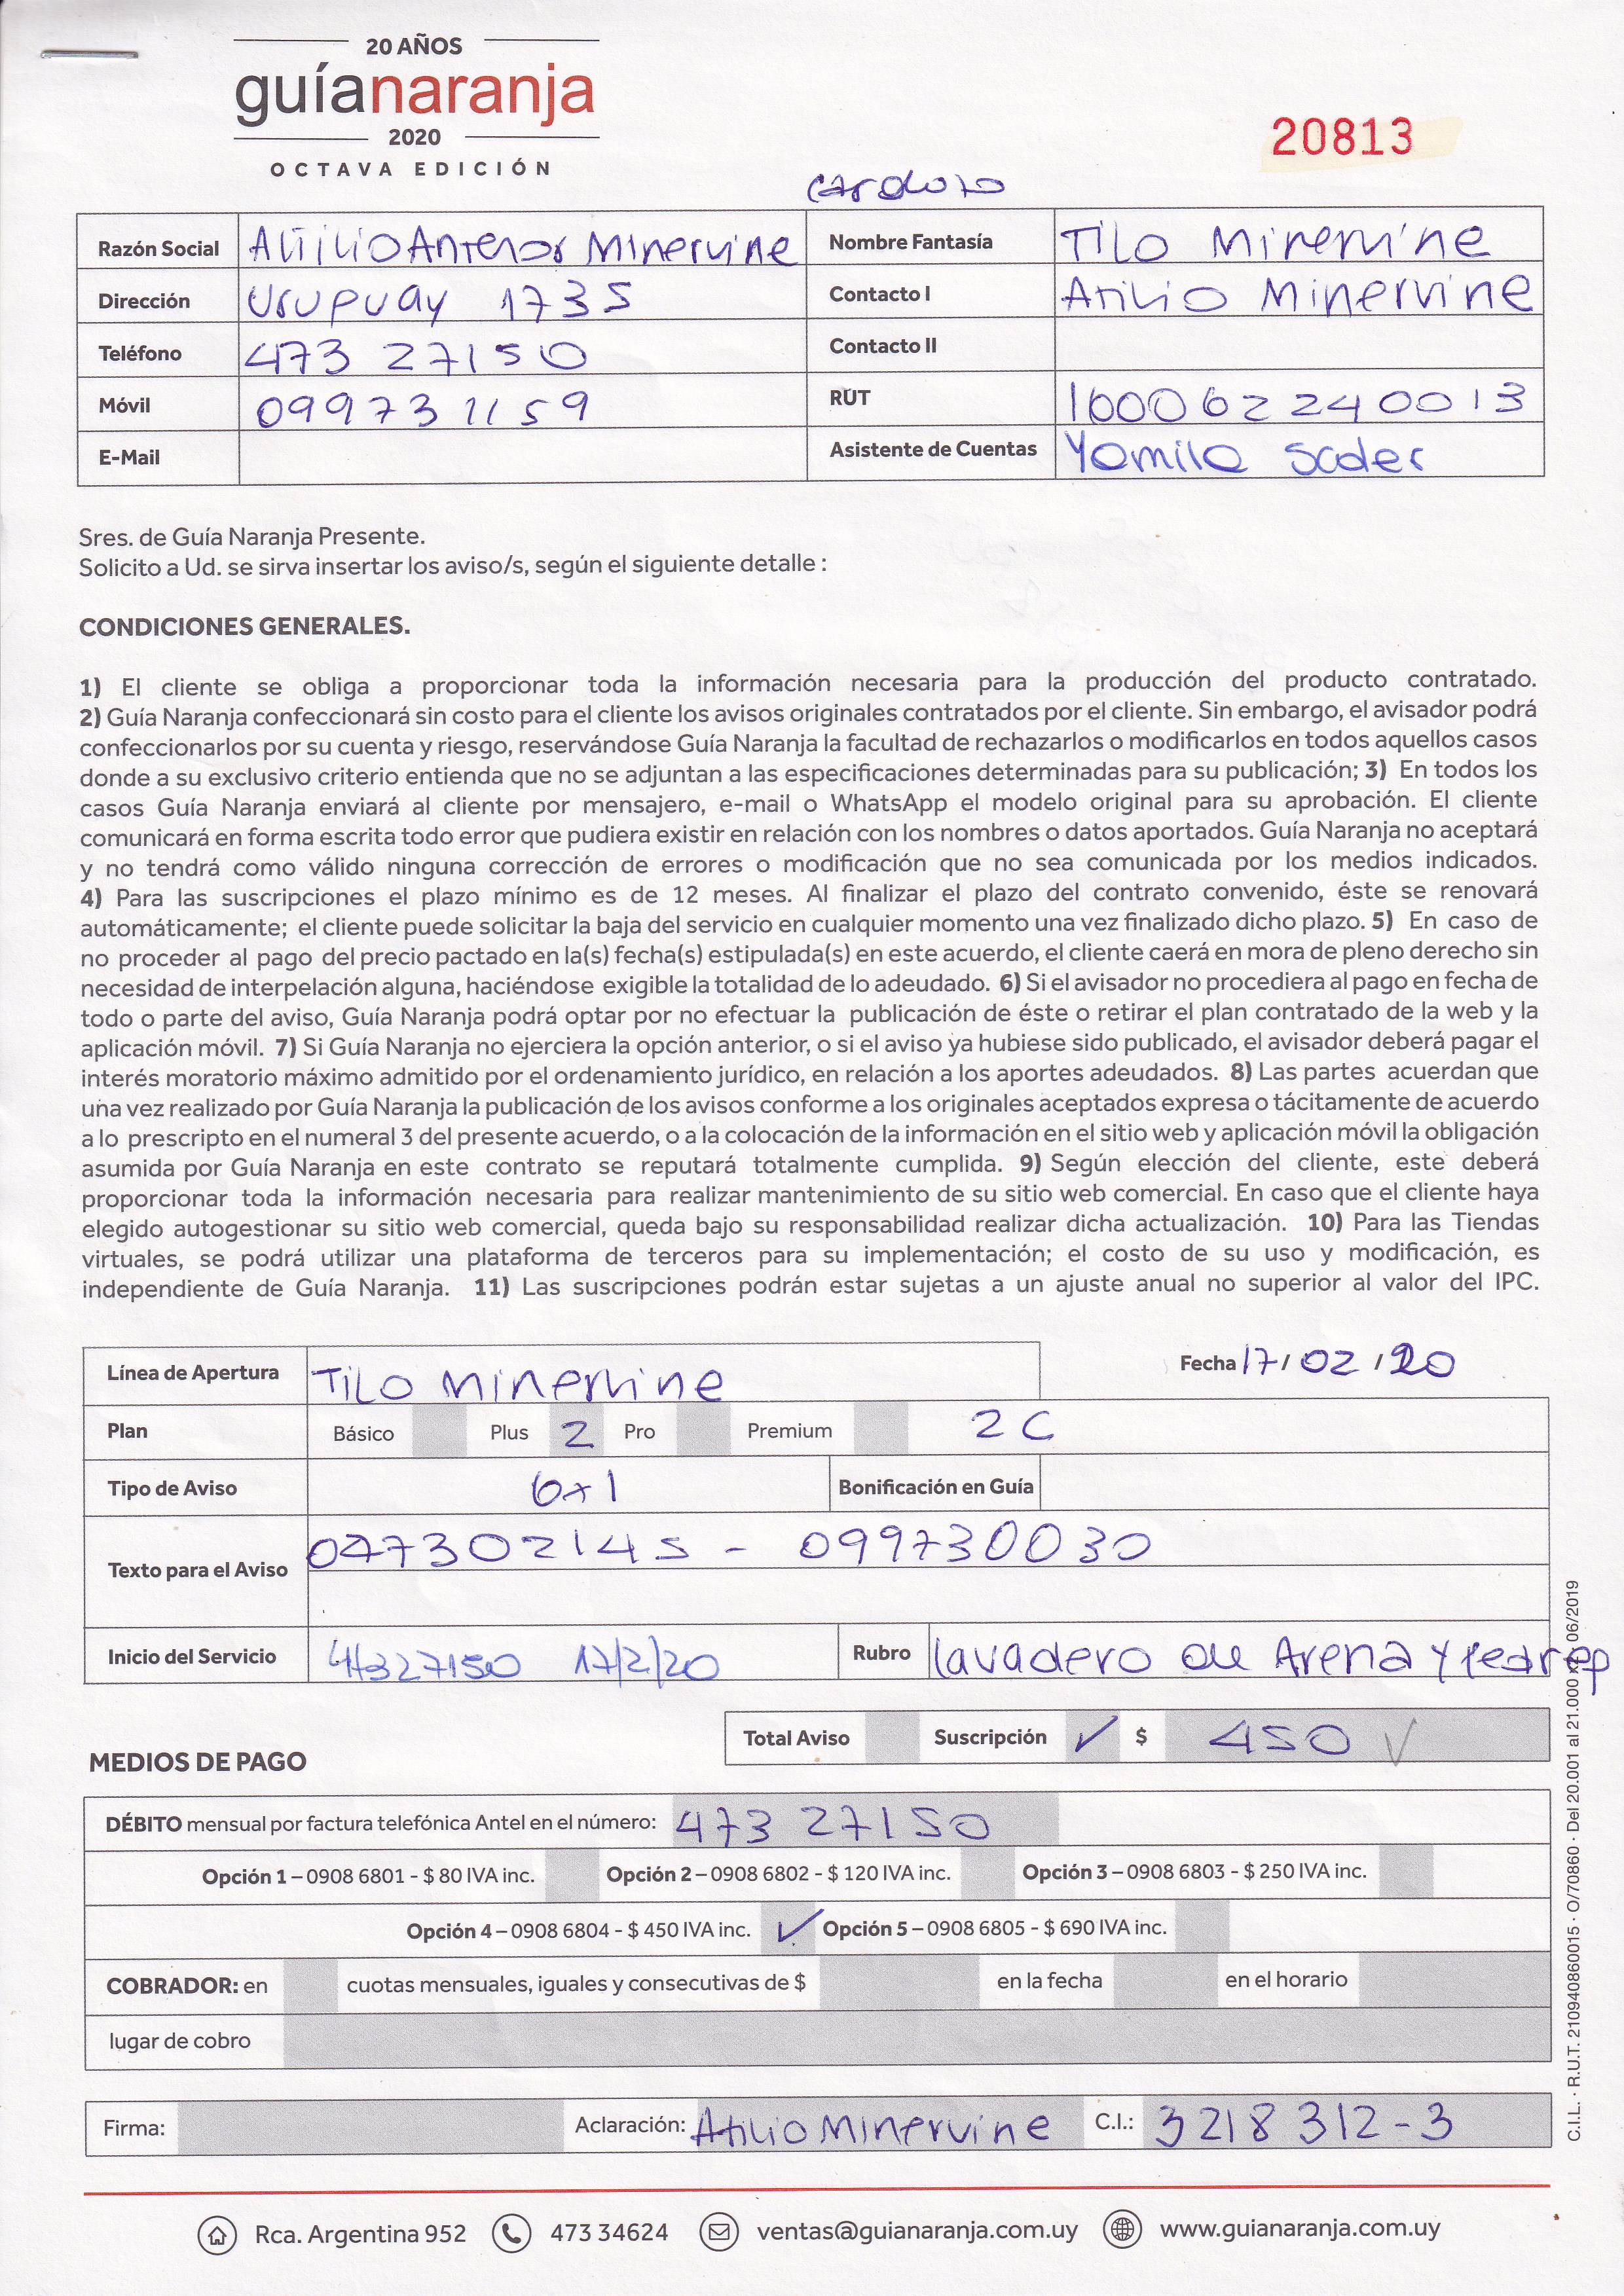 20 AÑOS
guíanaranja
2020
OCTAVA EDICIÓN
20813
cardozo
Razón Social Atilio Antenor Minervine Nombre Fantasía Tilo Minervine
Dirección Uruguay 1735 Contacto I Atilio Minervine
Teléfono 473 27150 Contacto II
Móvil 099731159 RUT 160006224 0013
E-Mail Asistente de Cuentas Yamila Sader
Sres. de Guía Naranja Presente.
Solicito a Ud. se sirva insertar los aviso/s, según el siguiente detalle :
CONDICIONES GENERALES.
1) El cliente se obliga a proporcionar toda la información necesaria para la producción del producto contratado.
2) Guía Naranja confeccionará sin costo para el cliente los avisos originales contratados por el cliente. Sin embargo, el avisador podrá
confeccionarlos por su cuenta y riesgo, reservándose Guía Naranja la facultad de rechazarlos o modificarlos en todos aquellos casos
donde a su exclusivo criterio entienda que no se adjuntan a las especificaciones determinadas para su publicación; 3) En todos los
casos Guía Naranja enviará al cliente por mensajero, e-mail o WhatsApp el modelo original para su aprobación. El cliente
comunicará en forma escrita todo error que pudiera existir en relación con los nombres o datos aportados. Guía Naranja no aceptará
y no tendrá como válido ninguna corrección de errores o modificación que no sea comunicada por los medios indicados.
4) Para las suscripciones el plazo mínimo es de 12 meses. Al finalizar el plazo del contrato convenido, éste se renovará
automáticamente; el cliente puede solicitar la baja del servicio en cualquier momento una vez finalizado dicho plazo. 5) En caso de
no proceder al pago del precio pactado en la(s) fecha(s) estipulada(s) en este acuerdo, el cliente caerá en mora de pleno derecho sin
necesidad de interpelación alguna, haciéndose exigible la totalidad de lo adeudado. 6) Si el avisador no procediera al pago en fecha de
todo o parte del aviso, Guía Naranja podrá optar por no efectuar la publicación de éste o retirar el plan contratado de la web y la
aplicación móvil. 7) Si Guía Naranja no ejerciera la opción anterior, o si el aviso ya hubiese sido publicado, el avisador deberá pagar el
interés moratorio máximo admitido por el ordenamiento jurídico, en relación a los aportes adeudados. 8) Las partes acuerdan que
una vez realizado por Guía Naranja la publicación de los avisos conforme a los originales aceptados expresa o tácitamente de acuerdo
a lo prescripto en el numeral 3 del presente acuerdo, o a la colocación de la información en el sitio web y aplicación móvil la obligación
asumida por Guía Naranja en este contrato se reputará totalmente cumplida. 9) Según elección del cliente, este deberá
proporcionar toda la información necesaria para realizar mantenimiento de su sitio web comercial. En caso que el cliente haya
elegido autogestionar su sitio web comercial, queda bajo su responsabilidad realizar dicha actualización. 10) Para las Tiendas
virtuales, se podrá utilizar una plataforma de terceros para su implementación; el costo de su uso y modificación, es
independiente de Guía Naranja. 11) Las suscripciones podrán estar sujetas a un ajuste anual no superior al valor del IPC.
Línea de Apertura Tilo Minervine Fecha 17/ 02 / 20
Plan Básico Plus 2 Pro Premium 2 C
Tipo de Aviso 6x1 Bonificación en Guía
Texto para el Aviso 047302145 - 099730030
Inicio del Servicio 47327150 17/2/20 Rubro lavadero de Arena y
Total Aviso Suscripción ✓ $ 450 ✓
MEDIOS DE PAGO
DÉBITO mensual por factura telefónica Antel en el número: 473 27150
Opción 1 – 0908 6801 - $ 80 IVA inc. Opción 2 – 0908 6802 - $ 120 IVA inc. Opción 3 – 0908 6803 - $ 250 IVA inc.
Opción 4 – 0908 6804 - $ 450 IVA inc. ✓ Opción 5 – 0908 6805 - $ 690 IVA inc.
COBRADOR: en cuotas mensuales, iguales y consecutivas de $ en la fecha en el horario
lugar de cobro
Firma: Aclaración: Atilio Minervine C.I.: 3218 312-3
Rca. Argentina 952 473 34624 ventas@guianaranja.com.uy www.guianaranja.com.uy
C.I.L. · R.U.T. 210940860015 · O/70860 · Del 20.001 al 21.000 06/2019